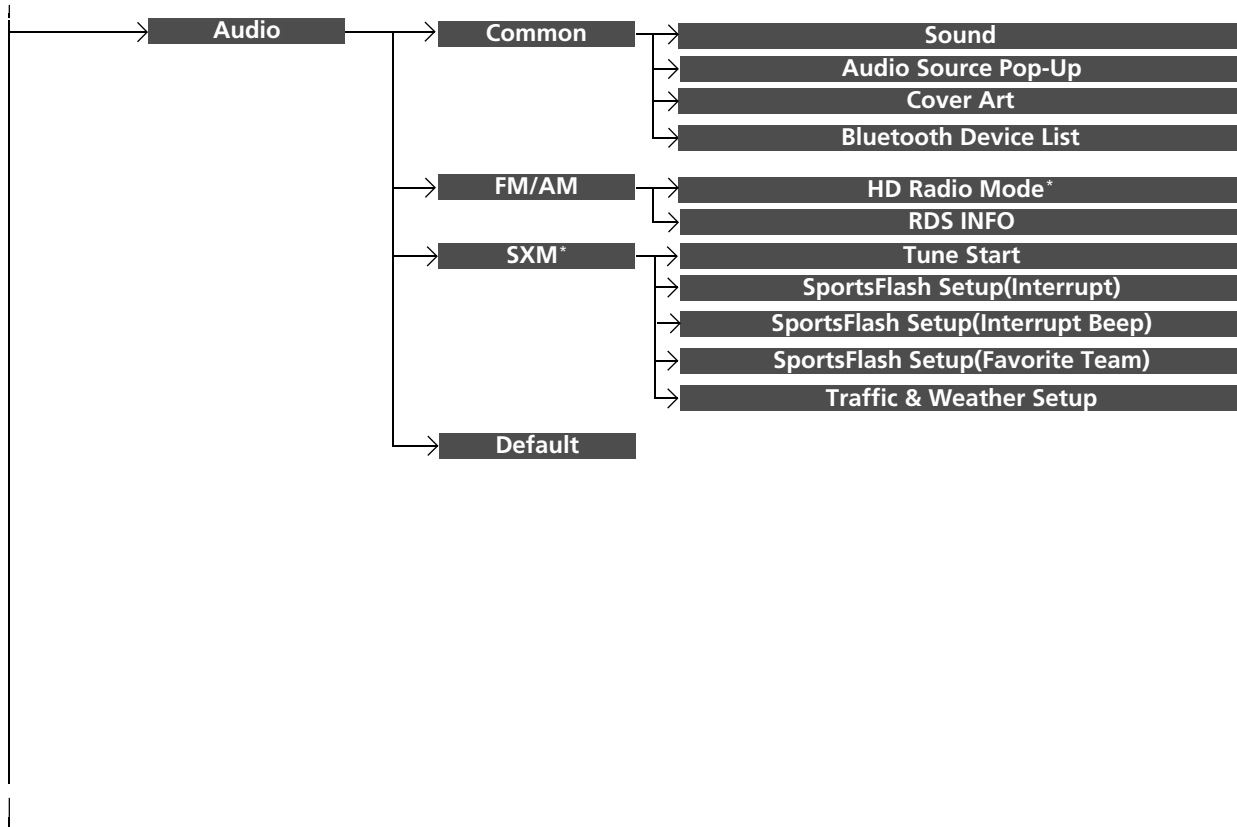 Audio
Common
Sound
Audio Source Pop-Up
Cover Art
Bluetooth Device List
FM/AM
HD Radio Mode*
RDS INFO
SXM*
Tune Start
SportsFlash Setup(Interrupt)
SportsFlash Setup(Interrupt Beep)
SportsFlash Setup(Favorite Team)
Traffic & Weather Setup
Default